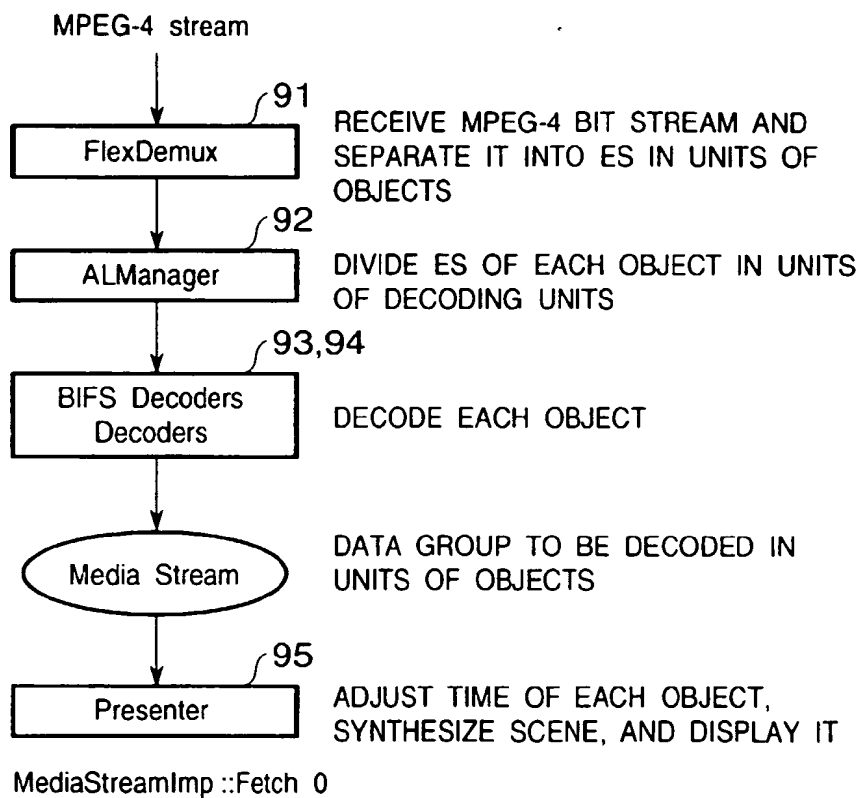 MPEG-4 stream
91
FlexDemux
RECEIVE MPEG-4 BIT STREAM AND
SEPARATE IT INTO ES IN UNITS OF
OBJECTS
92
ALManager
DIVIDE ES OF EACH OBJECT IN UNITS
OF DECODING UNITS
93,94
BIFS Decoders
Decoders
DECODE EACH OBJECT
Media Stream
DATA GROUP TO BE DECODED IN
UNITS OF OBJECTS
95
Presenter
ADJUST TIME OF EACH OBJECT,
SYNTHESIZE SCENE, AND DISPLAY IT
MediaStreamImp ::Fetch 0